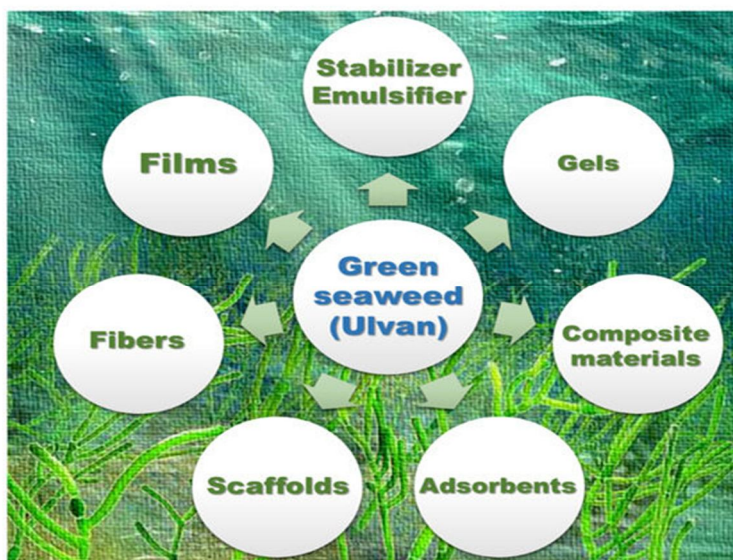 Stabilizer
Emulsifier
Films
Gels
Green
seaweed
(Ulvan)
Fibers
Composite
materials
Scaffolds
Adsorbents